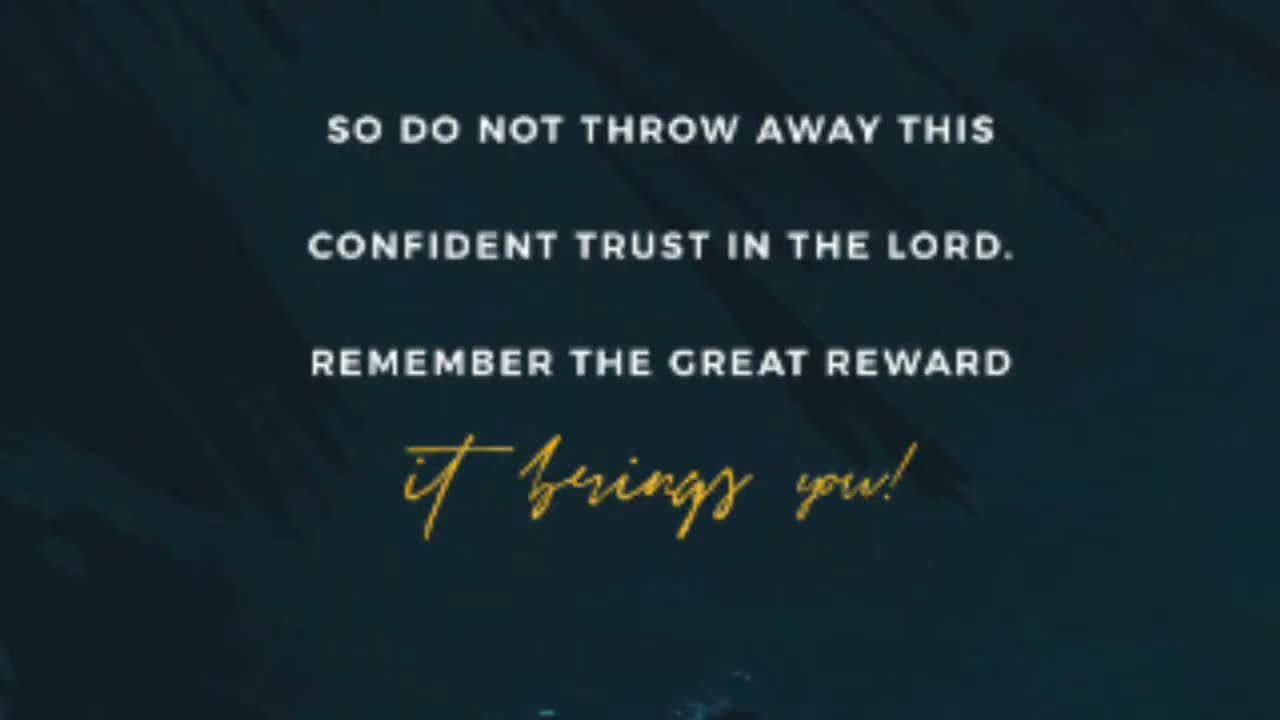 SO DO NOT THROW AWAY THIS
CONFIDENT TRUST IN THE LORD.
REMEMBER THE GREAT REWARD
it brings you!